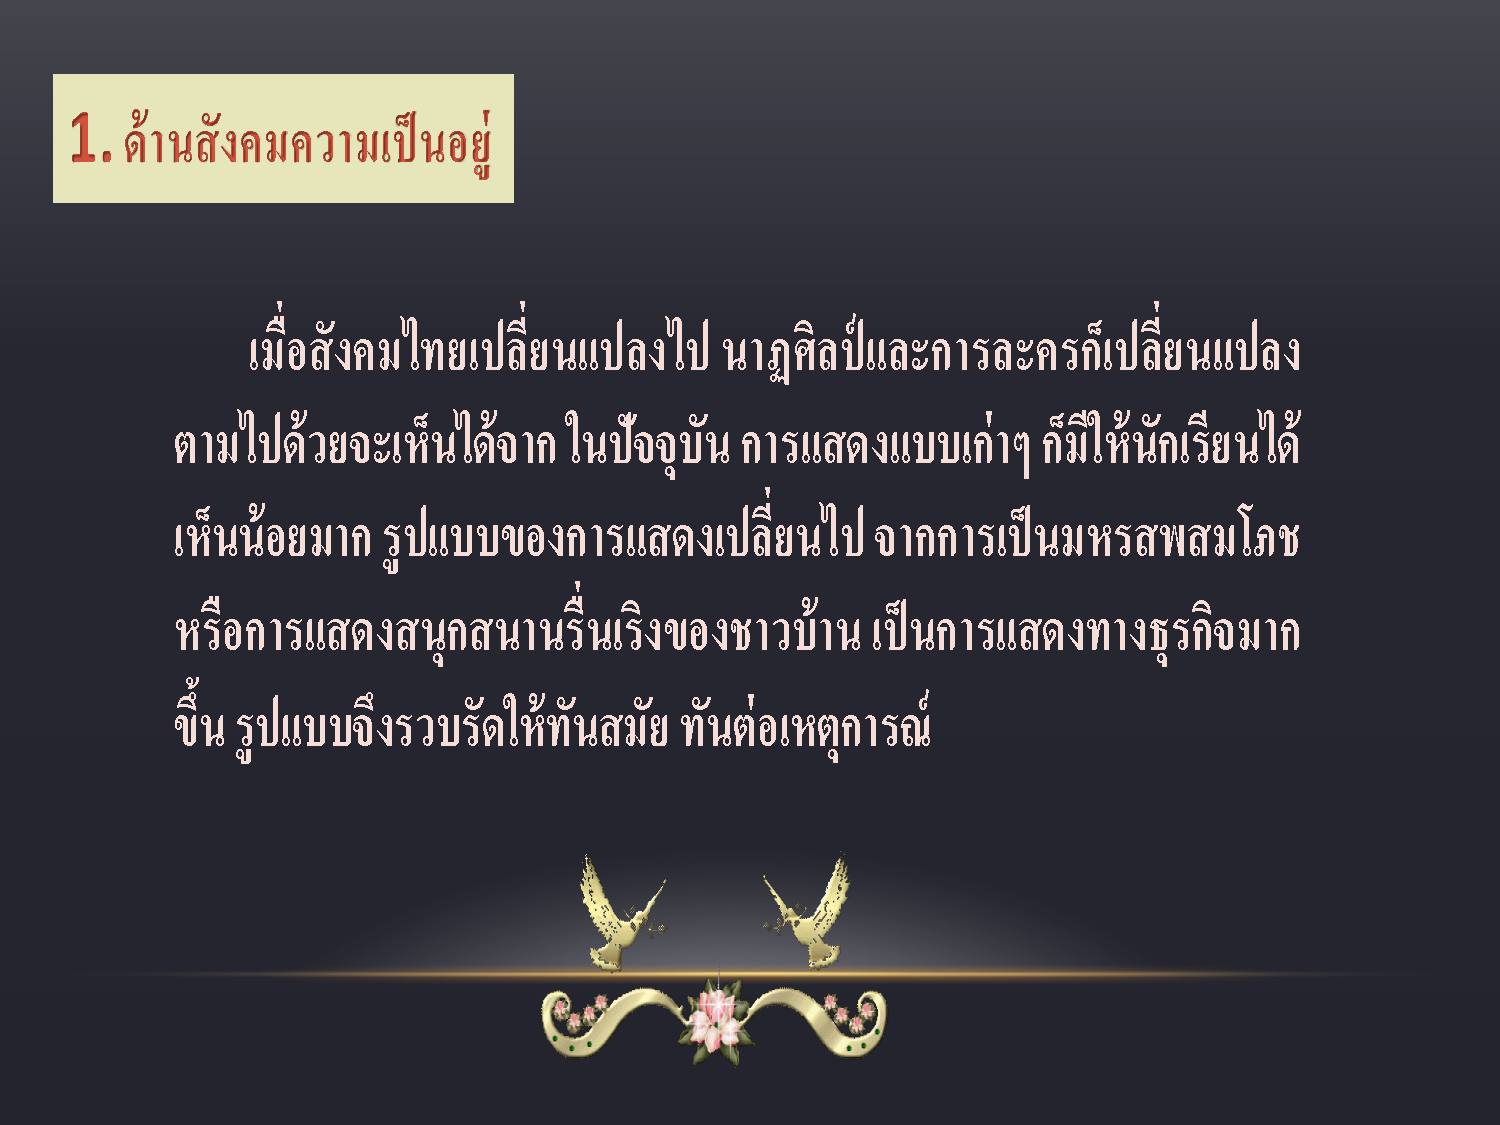 1. ด้านสังคมความเป็นอยู่
เมื่อสังคมไทยเปลี่ยนแปลงไป นาฏศิลป์และการละครก็เปลี่ยนแปลง
ตามไปด้วยจะเห็นได้จาก ในปัจจุบัน การแสดงแบบเก่าๆ ก็มีให้นักเรียนได้
เห็นน้อยมาก รูปแบบของการแสดงเปลี่ยนไป จากการเป็นมหรสพสมโภช
หรือการแสดงสนุกสนานรื่นเริงของชาวบ้าน เป็นการแสดงทางธุรกิจมาก
ขึ้น รูปแบบจึงรวบรัดให้ทันสมัย ทันต่อเหตุการณ์